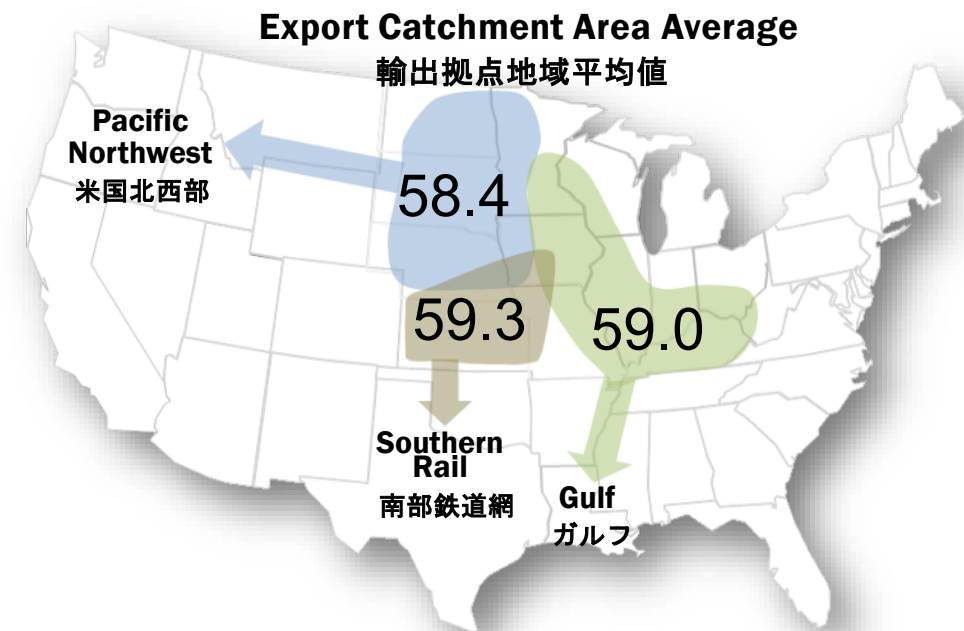 Export Catchment Area Average
輸出拠点地域平均値
Pacific
Northwest
米国北西部
58.4
59.3
59.0
Southern
Rail
南部鉄道網
Gulf
ガルフ